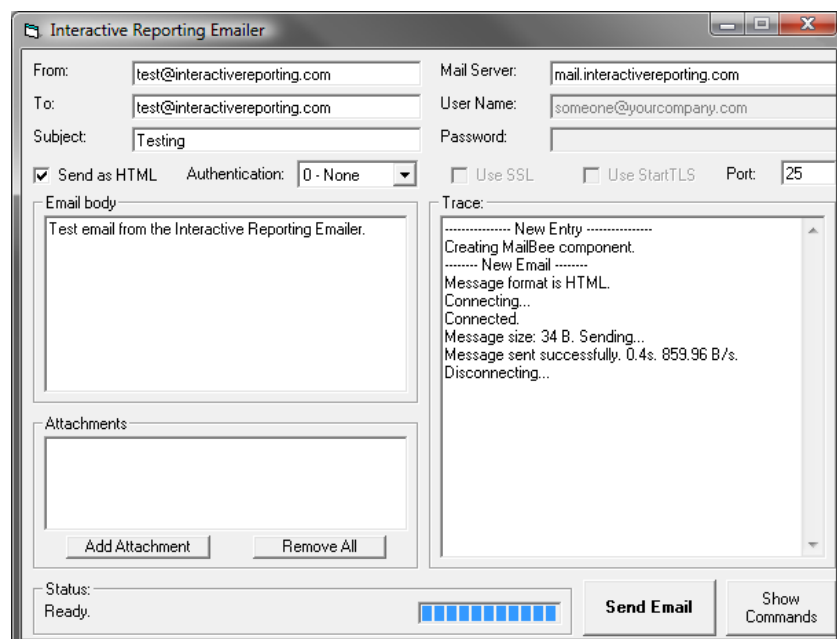 Interactive Reporting Emailer
From: test@interactivereporting.com Mail Server: mail.interactivereporting.com
To: test@interactivereporting.com User Name: someone@yourcompany.com
Subject: Testing Password:
Send as HTML Authentication: 0 - None Use SSL Use StartTLS Port: 25
Email body
Test email from the Interactive Reporting Emailer.
Trace:
--------------- New Entry ---------------
Creating MailBee component.
-------- New Email --------
Message format is HTML.
Connecting...
Connected.
Message size: 34 B. Sending...
Message sent successfully. 0.4s. 859.96 B/s.
Disconnecting...
Attachments
Add Attachment Remove All
Status:
Ready.
Send Email
Show
Commands